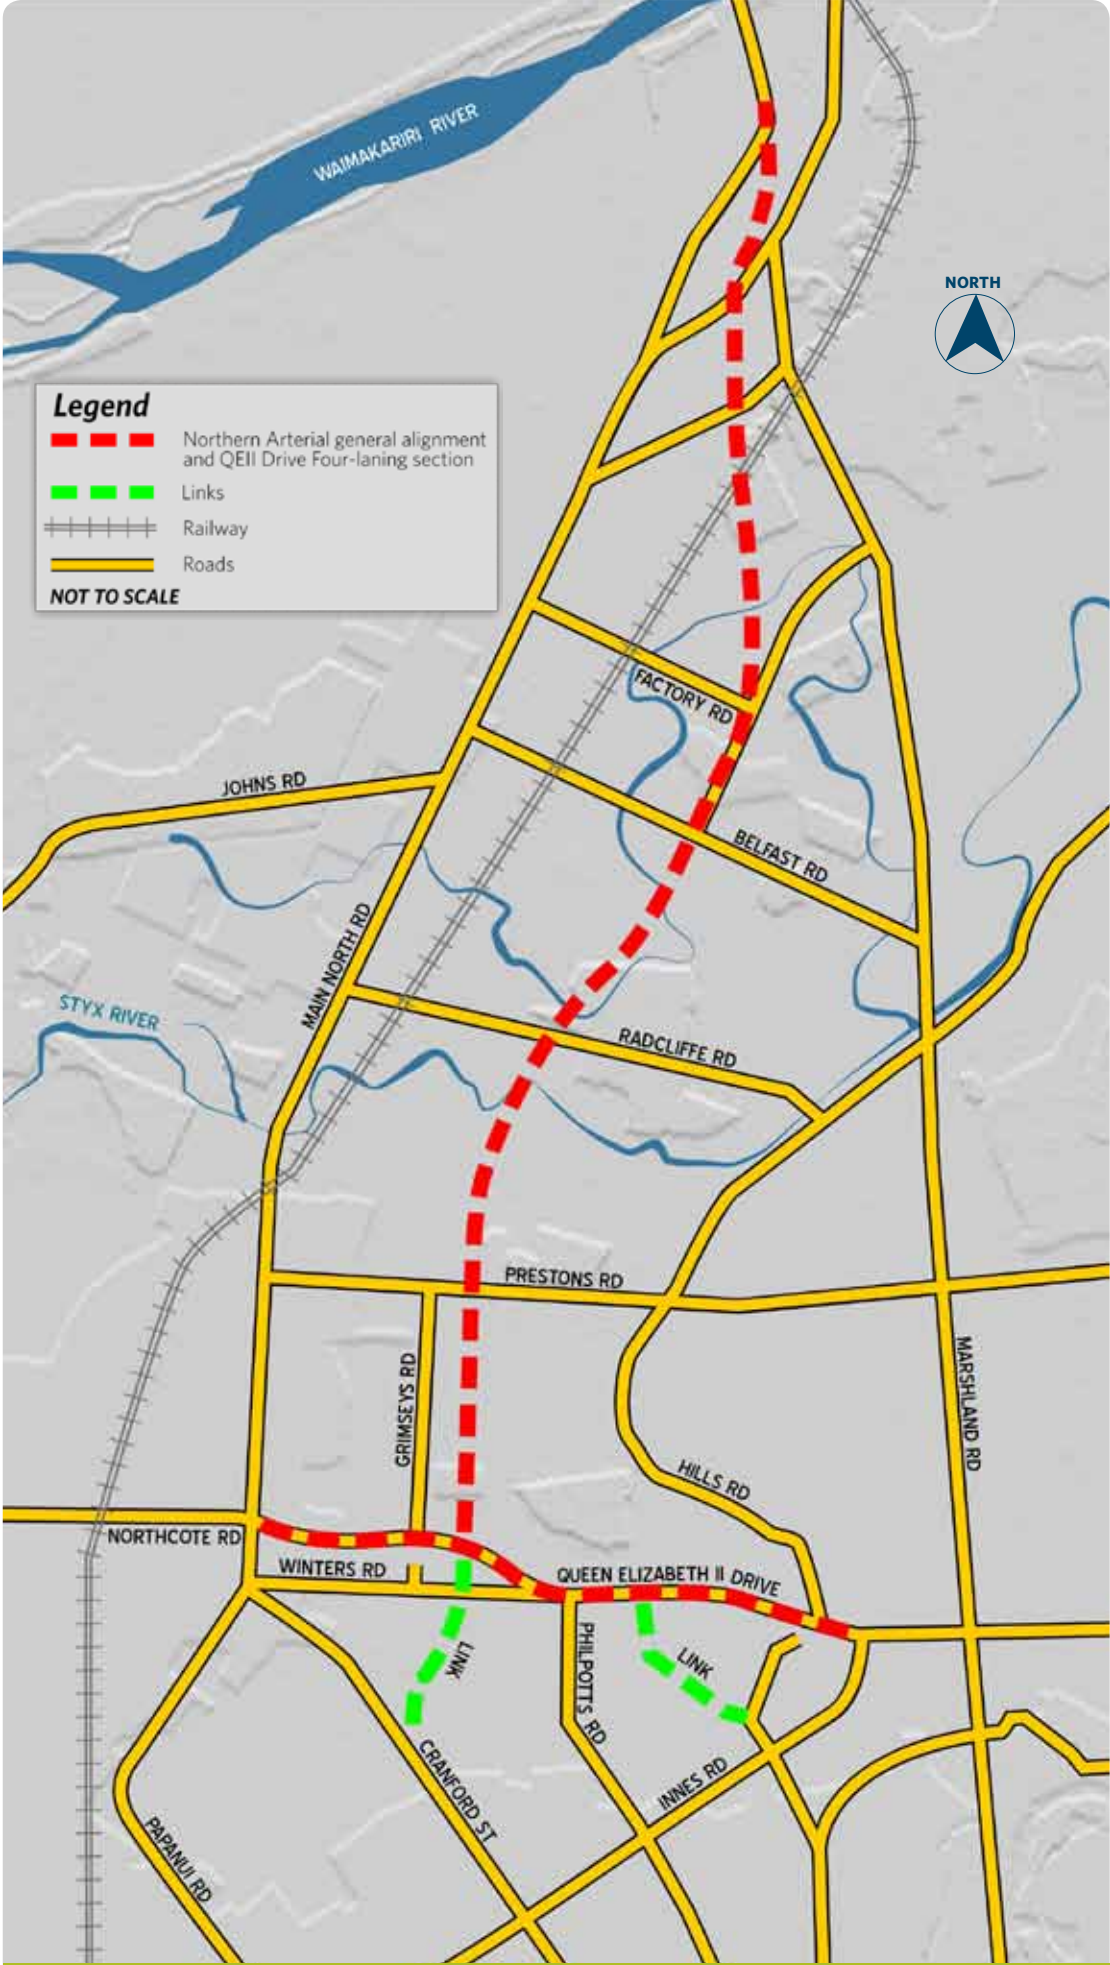 WAIMAKARIRI RIVER
NORTH
Legend
Northern Arterial general alignment
and QEII Drive Four-laning section
Links
Railway
Roads
NOT TO SCALE
FACTORY RD
JOHNS RD
BELFAST RD
MAIN NORTH RD
STYX RIVER
RADCLIFFE RD
PRESTONS RD
MARSHLAND RD
GRIMSEYS RD
HILLS RD
NORTHCOTE RD
WINTERS RD
QUEEN ELIZABETH II DRIVE
LINK
LINK
PHILPOTTS RD
CRANFORD ST
INNES RD
PAPANUI RD